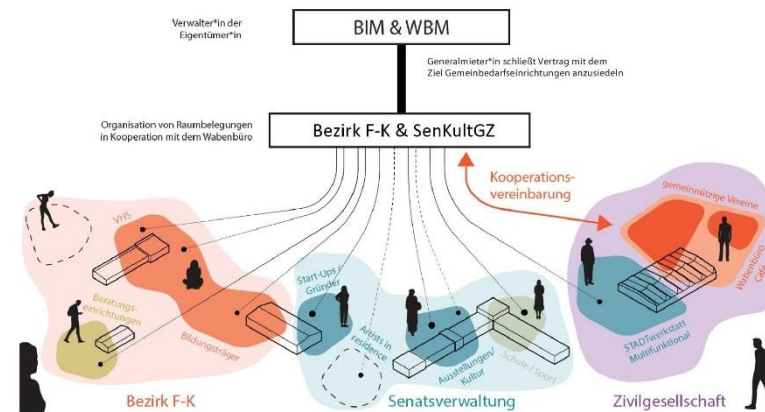 Verwalter*in der
Eigentümer*in
BIM & WBM
Generalmieter*in schließt Vertrag mit dem
Ziel Gemeinbedarfseinrichtungen anzusiedeln
Organisation von Raumbelegungen
in Kooperation mit dem Wabenbüro
Bezirk F-K & SenKultGZ
Kooperations-
vereinbarung
gemeinnützige Vereine
Wabenbüro
Café
VHS
Beratungs-
einrichtungen
Bildungsträger
Start-Ups /
Gründer
Artists in
residence
Ausstellungen/
Kultur
Schule / Sport
STADTwerkstatt
Multifunktional
Bezirk F-K
Senatsverwaltung
Zivilgesellschaft